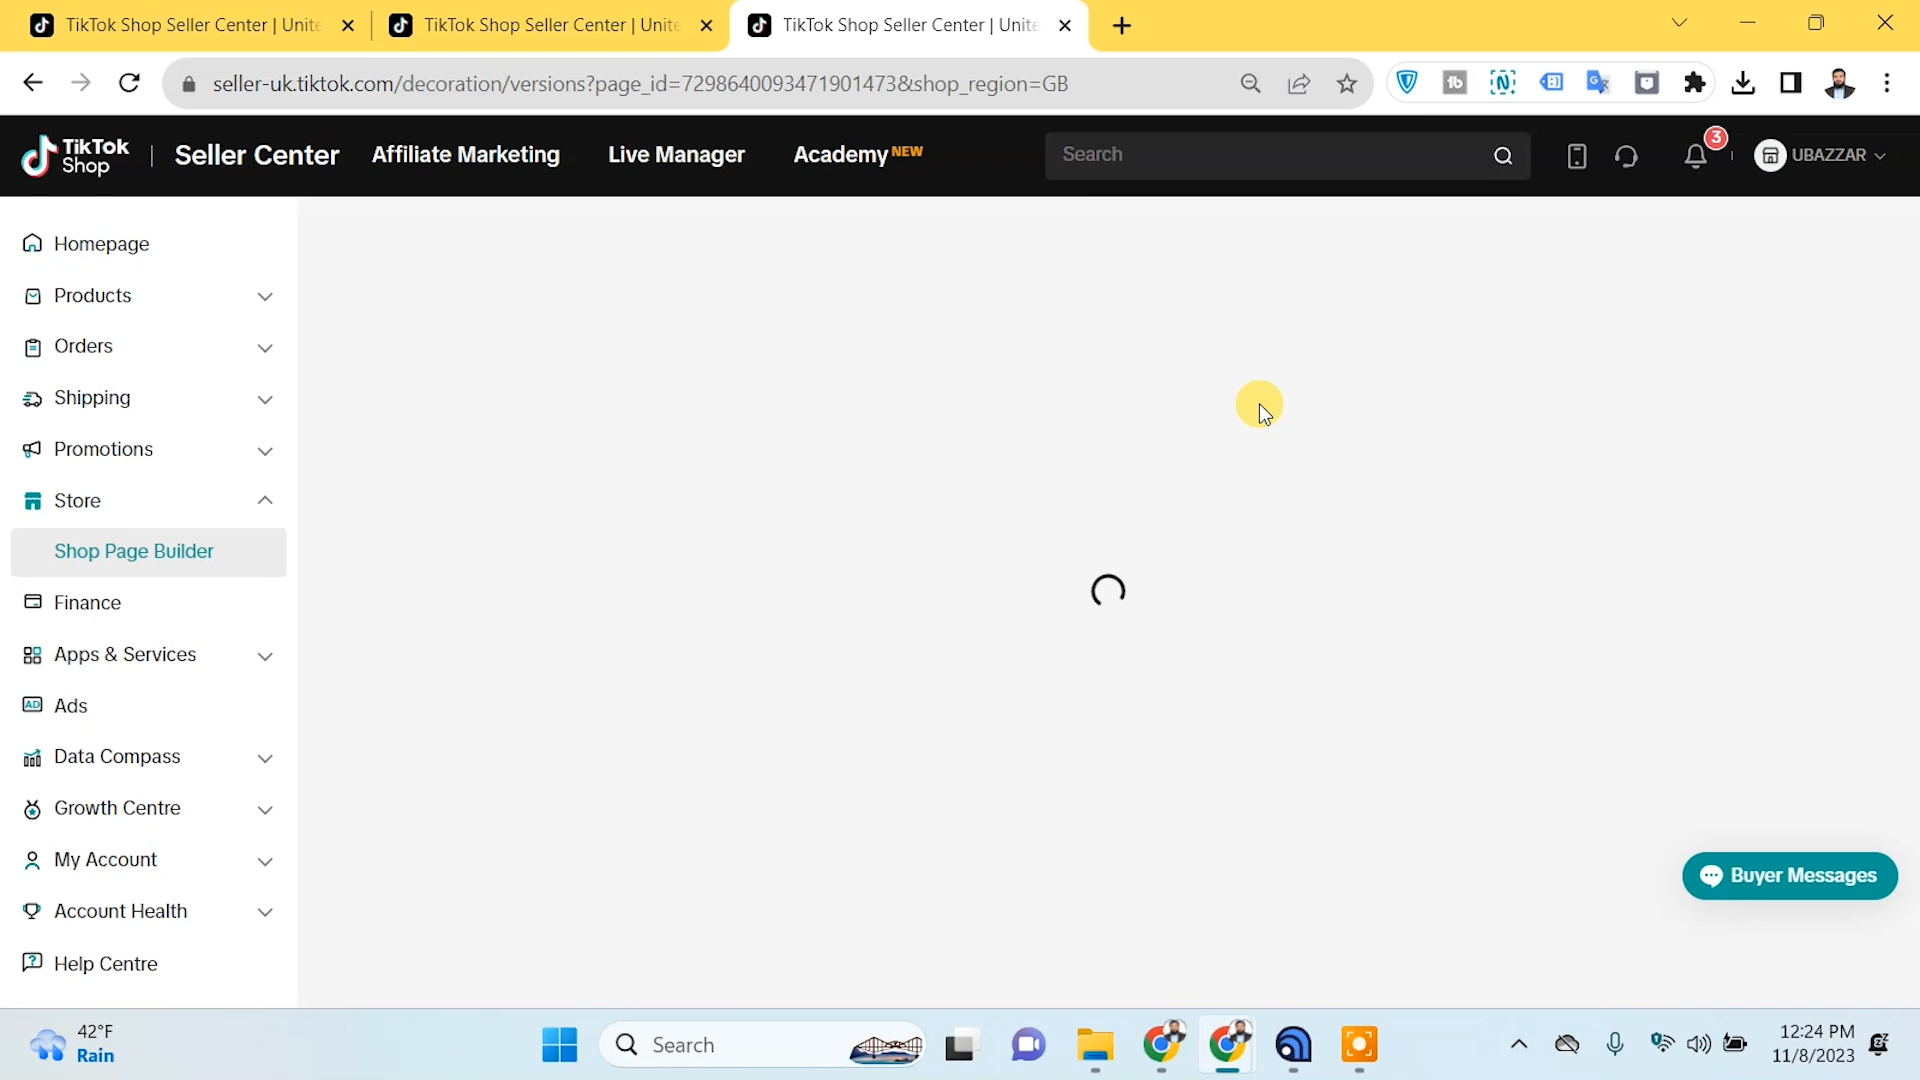 TikTok Shop Seller Center | Unite
TikTok Shop Seller Center | Unite
TikTok Shop Seller Center | Unite
seller-uk.tiktok.com/decoration/versions?page_id=7298640093471901473&shop_region=GB
TikTok
Shop
Seller Center
Affiliate Marketing
Live Manager
Academy NEW
Search
3
UBAZZAR
Homepage
Products
Orders
Shipping
Promotions
Store
Shop Page Builder
Finance
Apps & Services
AD Ads
Data Compass
Growth Centre
My Account
Account Health
Help Centre
Buyer Messages
42°F
Rain
Search
12:24 PM
11/8/2023